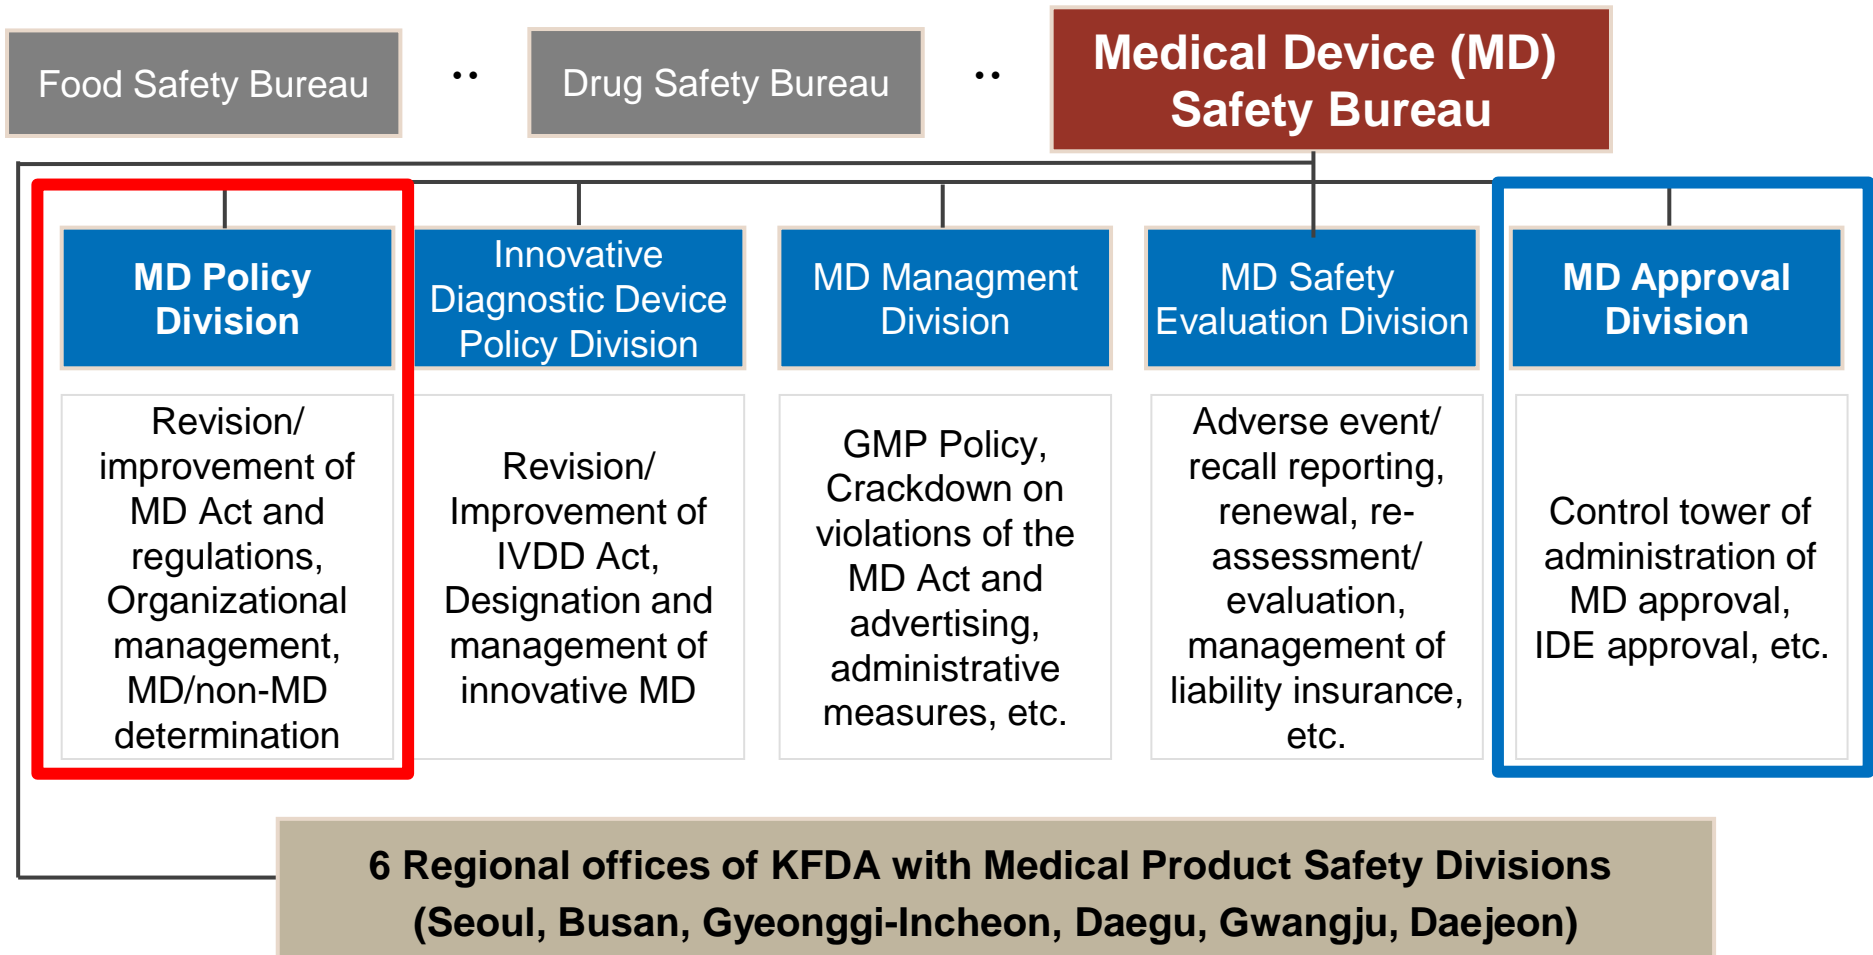 Food Safety Bureau
..
Drug Safety Bureau
..
Medical Device (MD)
Safety Bureau
MD Policy
Division
Innovative
Diagnostic Device
Policy Division
MD Managment
Division
MD Safety
Evaluation Division
MD Approval
Division
Revision/
improvement of
MD Act and
regulations,
Organizational
management,
MD/non-MD
determination
Revision/
Improvement of
IVDD Act,
Designation and
management of
innovative MD
GMP Policy,
Crackdown on
violations of the
MD Act and
advertising,
administrative
measures, etc.
Adverse event/
recall reporting,
renewal, re-
assessment/
evaluation,
management of
liability insurance,
etc.
Control tower of
administration of
MD approval,
IDE approval, etc.
6 Regional offices of KFDA with Medical Product Safety Divisions
(Seoul, Busan, Gyeonggi-Incheon, Daegu, Gwangju, Daejeon)